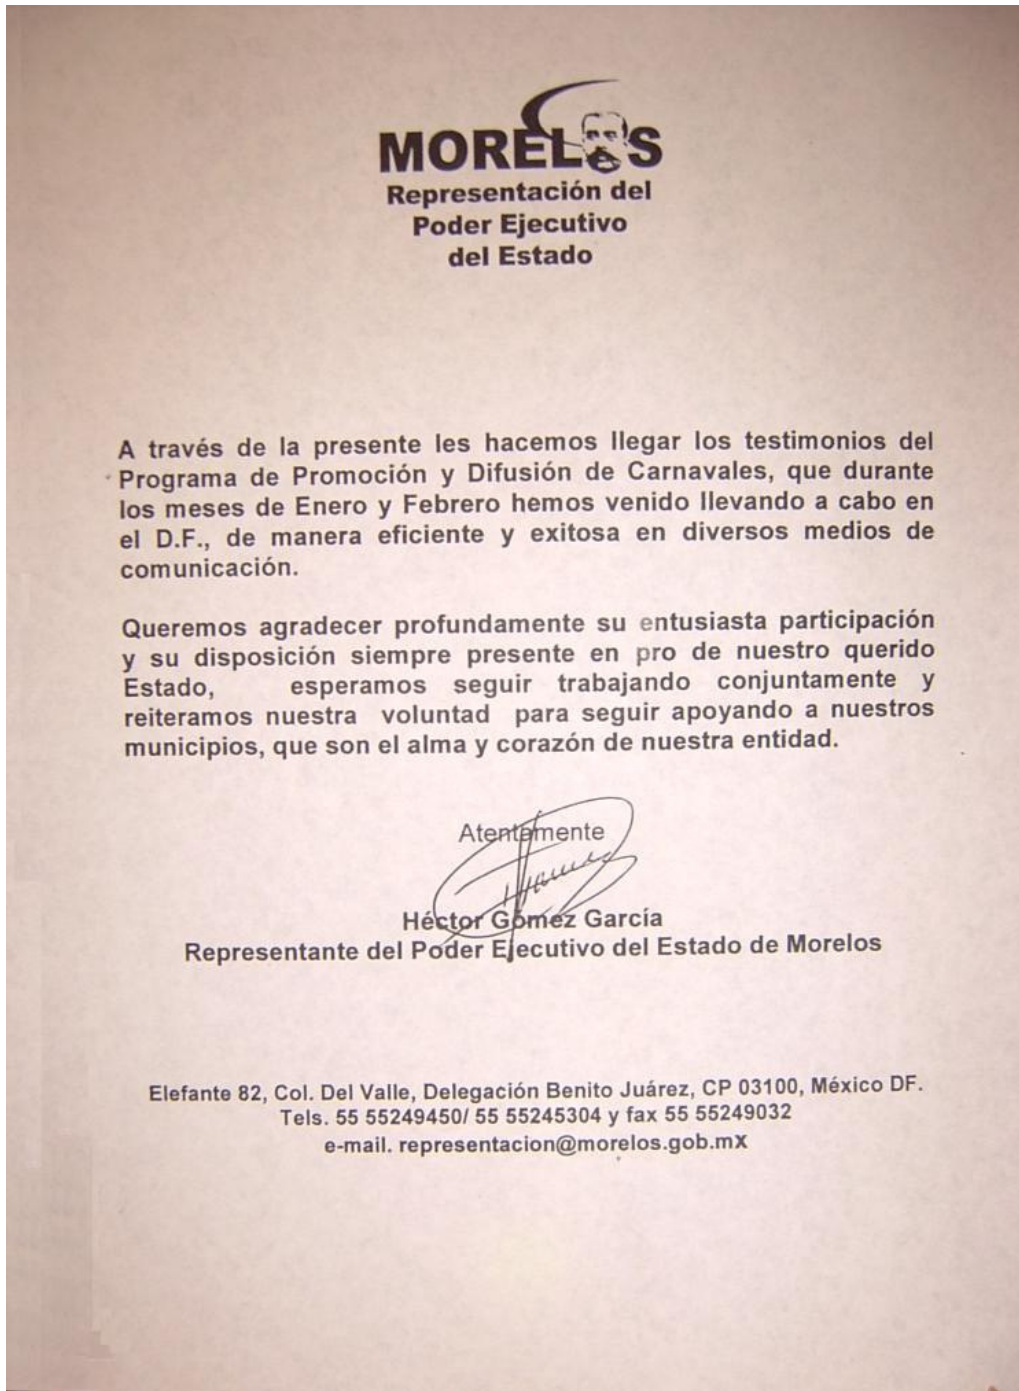 MORELOS
Representación del
Poder Ejecutivo
del Estado
A través de la presente les hacemos llegar los testimonios del
Programa de Promoción y Difusión de Carnavales, que durante
los meses de Enero y Febrero hemos venido llevando a cabo en
el D.F., de manera eficiente y exitosa en diversos medios de
comunicación.
Queremos agradecer profundamente su entusiasta participación
y su disposición siempre presente en pro de nuestro querido
Estado, esperamos seguir trabajando conjuntamente y
reiteramos nuestra voluntad para seguir apoyando a nuestros
municipios, que son el alma y corazón de nuestra entidad.
Atentamente
Héctor Gómez García
Representante del Poder Ejecutivo del Estado de Morelos
Elefante 82, Col. Del Valle, Delegación Benito Juárez, CP 03100, México DF.
Tels. 55 55249450/ 55 55245304 y fax 55 55249032
e-mail. representacion@morelos.gob.mx